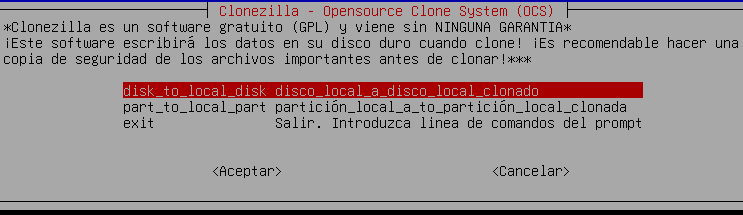 Clonezilla - Opensource Clone System (OCS)
*Clonezilla es un software gratuito (GPL) y viene sin NINGUNA GARANTIA*
¡Este software escribirá los datos en su disco duro cuando clone! ¡Es recomendable hacer una
copia de seguridad de los archivos importantes antes de clonar!***
disk_to_local_disk disco_local_a_disco_local_clonado
part_to_local_part partición_local_a_to_partición_local_clonada
exit Salir. Introduzca linea de comandos del prompt
<Aceptar> <Cancelar>